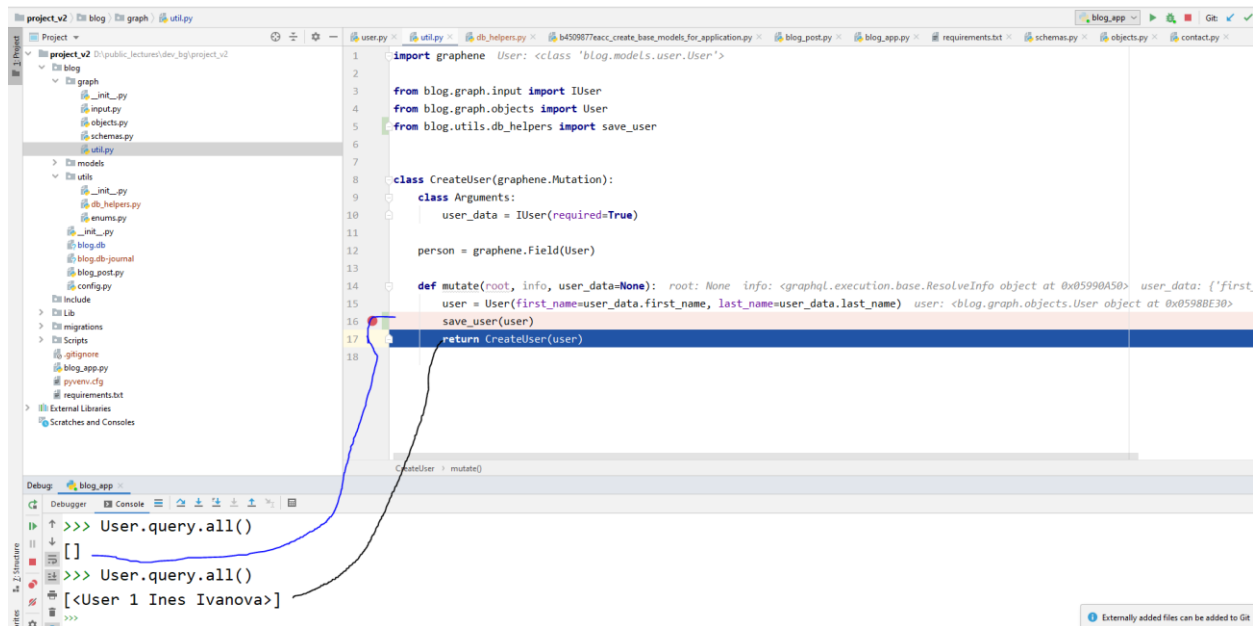 project_v2 blog graph util.py
blog_app Git:
1: Project
Project
user.py util.py db_helpers.py b4509877eacc_create_base_models_for_application.py blog_post.py blog_app.py requirements.txt schemas.py objects.py contact.py
project_v2 D:\public_lectures\dev_bg\project_v2
blog
graph
__init__.py
input.py
objects.py
schemas.py
util.py
models
utils
__init__.py
db_helpers.py
enums.py
__init__.py
blog.db
blog.db-journal
blog_post.py
config.py
Include
Lib
migrations
Scripts
.gitignore
blog_app.py
pyvenv.cfg
requirements.txt
External Libraries
Scratches and Consoles
1 import graphene User: <class 'blog.models.user.User'>
2
3 from blog.graph.input import IUser
4 from blog.graph.objects import User
5 from blog.utils.db_helpers import save_user
6
7
8 class CreateUser(graphene.Mutation):
9 class Arguments:
10 user_data = IUser(required=True)
11
12 person = graphene.Field(User)
13
14 def mutate(root, info, user_data=None): root: None info: <graphql.execution.base.ResolveInfo object at 0x05990A50> user_data: {'first_
15 user = User(first_name=user_data.first_name, last_name=user_data.last_name) user: <blog.graph.objects.User object at 0x0598BE30>
16 save_user(user)
17 return CreateUser(user)
18
CreateUser › mutate()
Debug: blog_app
Debugger Console
>>> User.query.all()
[]
>>> User.query.all()
[<User 1 Ines Ivanova>]
>>>
Z: Structure
Externally added files can be added to Git